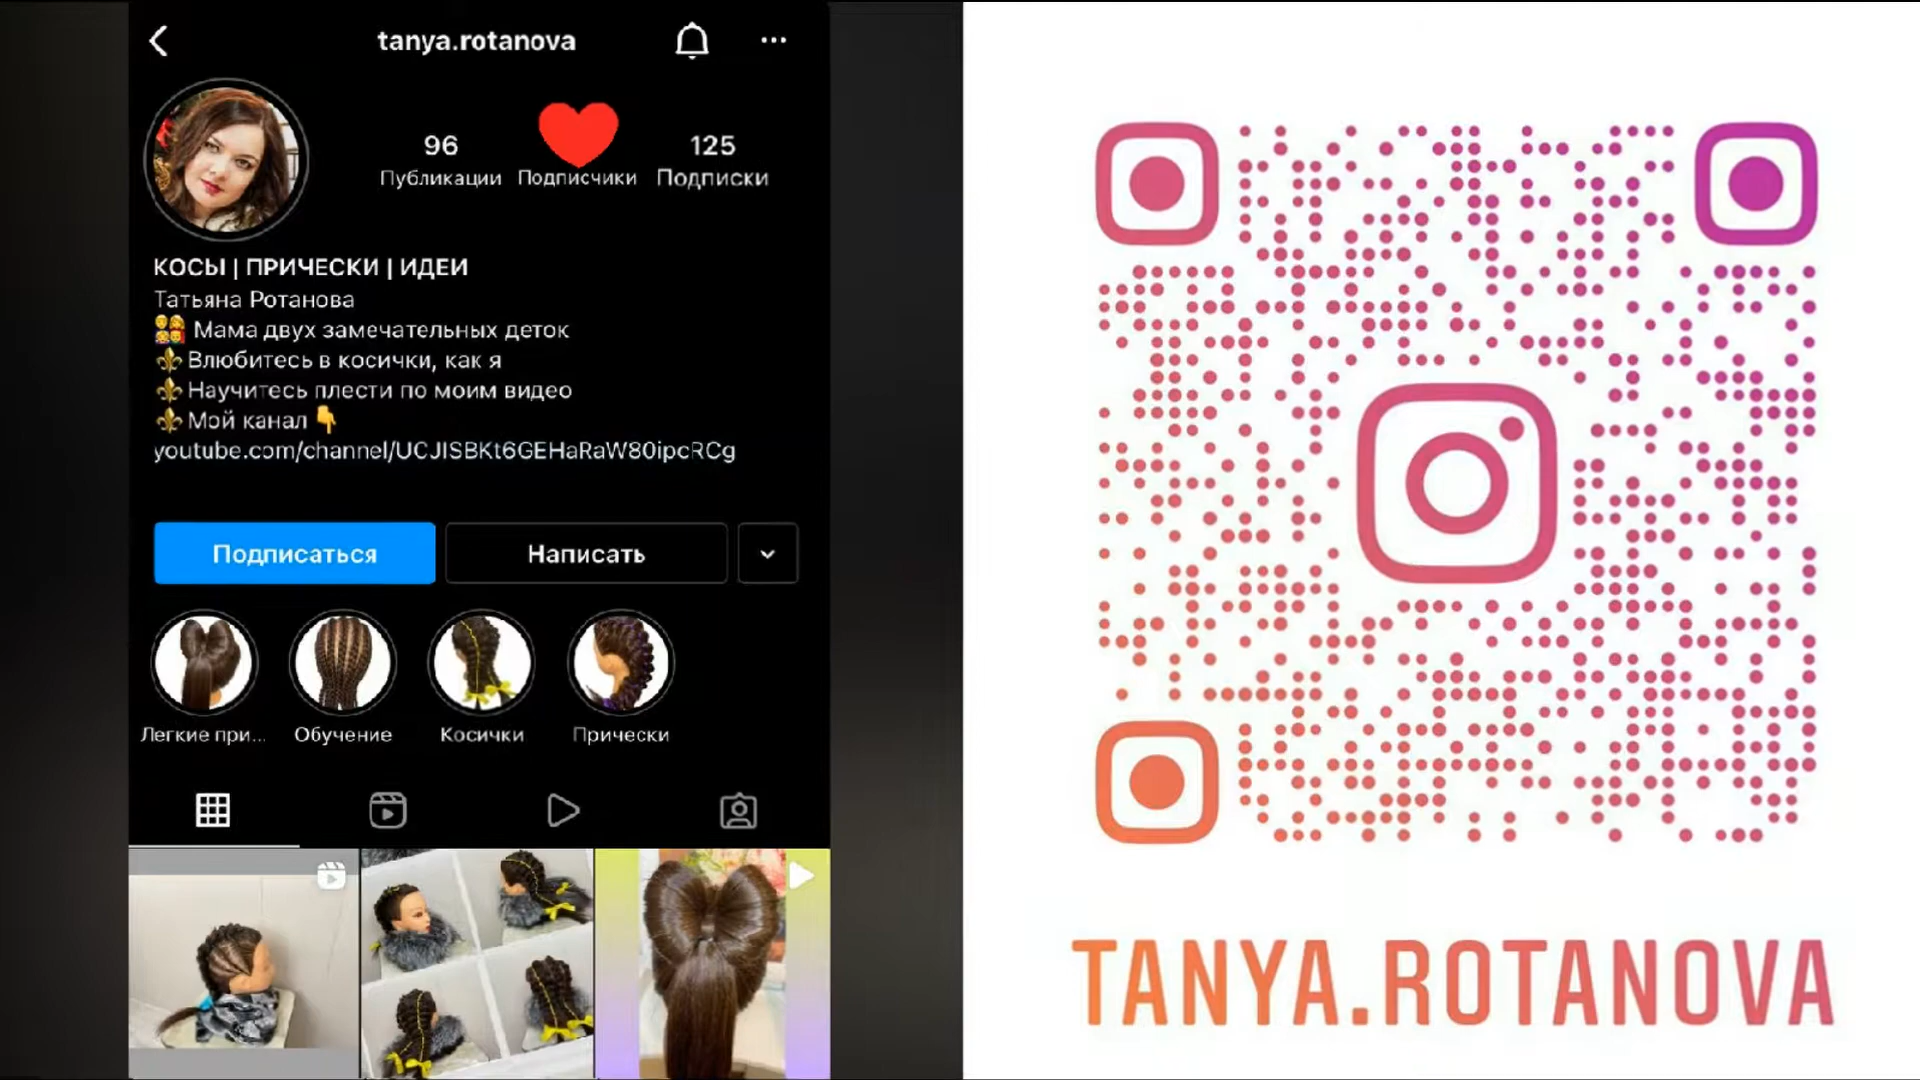 tanya.rotanova
96
125
Публикации
Подписчики
Подписки
КОСЫ | ПРИЧЕСКИ | ИДЕИ
Татьяна Ротанова
Мама двух замечательных деток
Влюбитесь в косички, как я
Научитесь плести по моим видео
Мой канал
youtube.com/channel/UCJISBKt6GEHaRaW80ipcRCg
Подписаться
Написать
Легкие при...
Обучение
Косички
Прически
TANYA.ROTANOVA